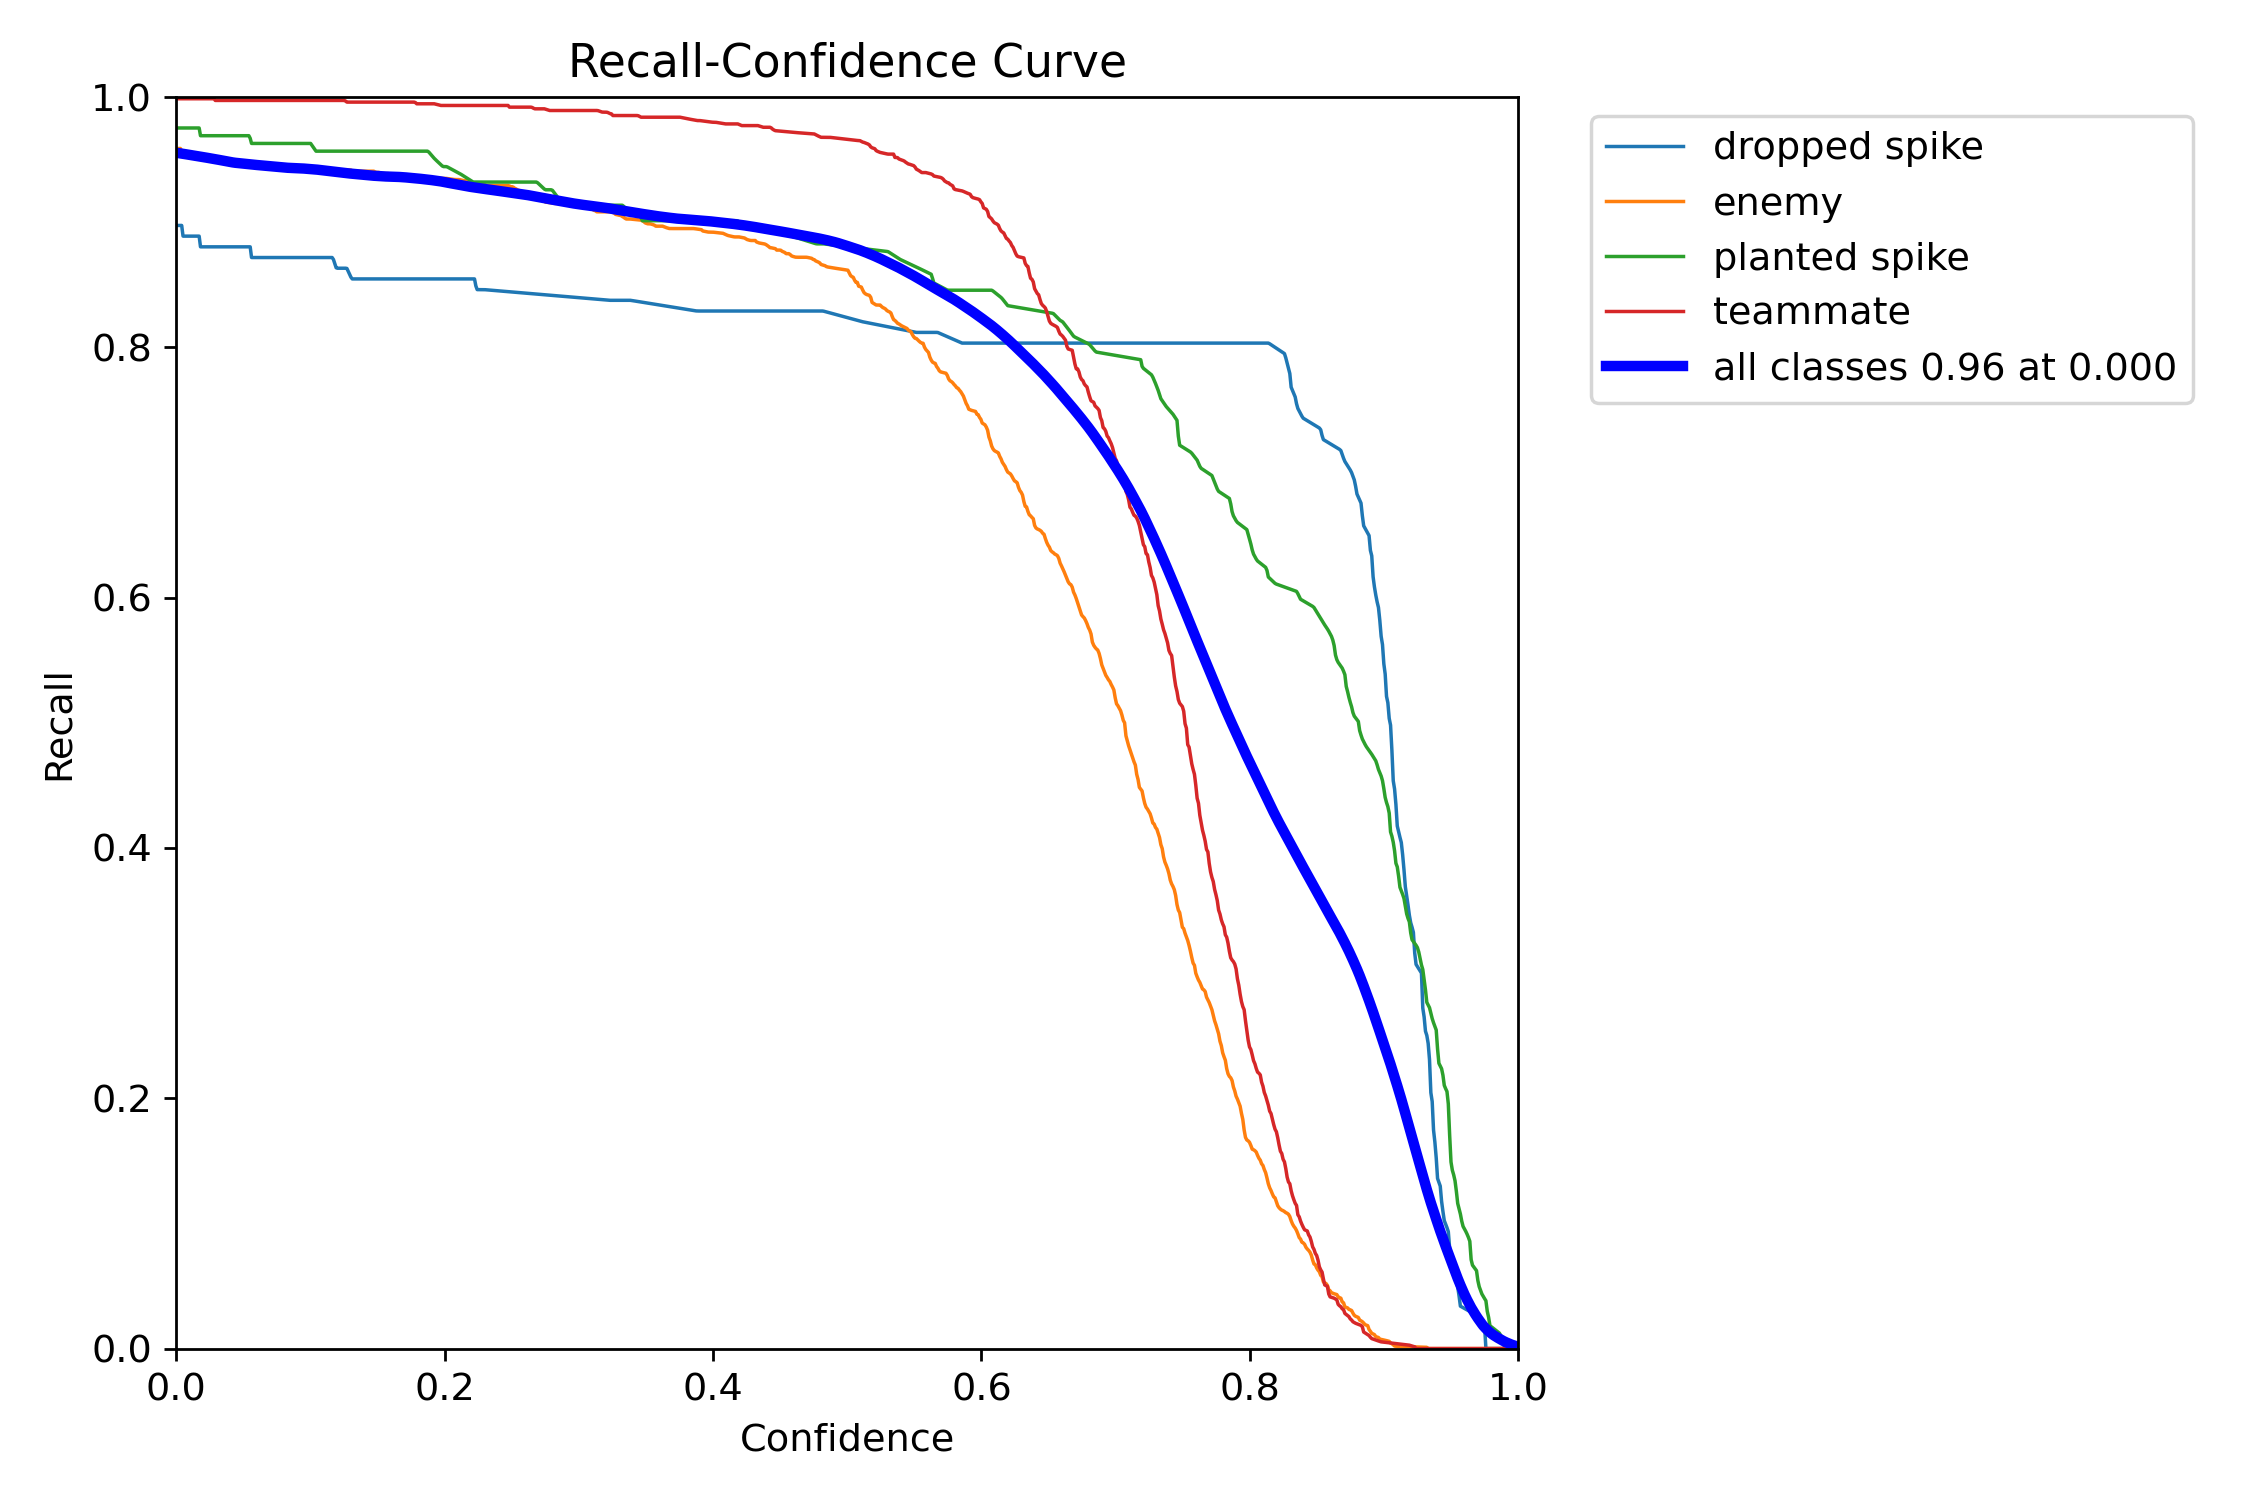 Recall-Confidence Curve
1.0
0.8
0.6
0.4
0.2
0.0
Recall
0.0 0.2 0.4 0.6 0.8 1.0
Confidence
dropped spike
enemy
planted spike
teammate
all classes 0.96 at 0.000